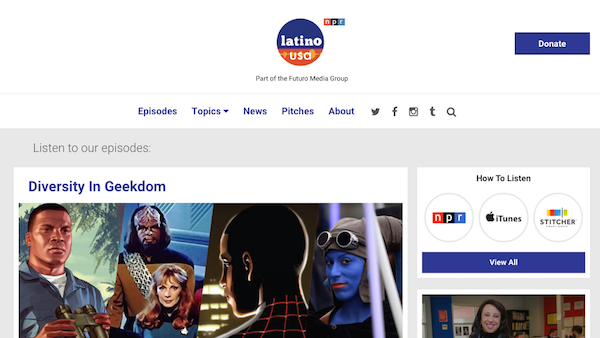 npr
latino
usa
Donate
Part of the Futuro Media Group
Episodes Topics News Pitches About
Listen to our episodes:
Diversity In Geekdom
How To Listen
npr iTunes STITCHER
View All